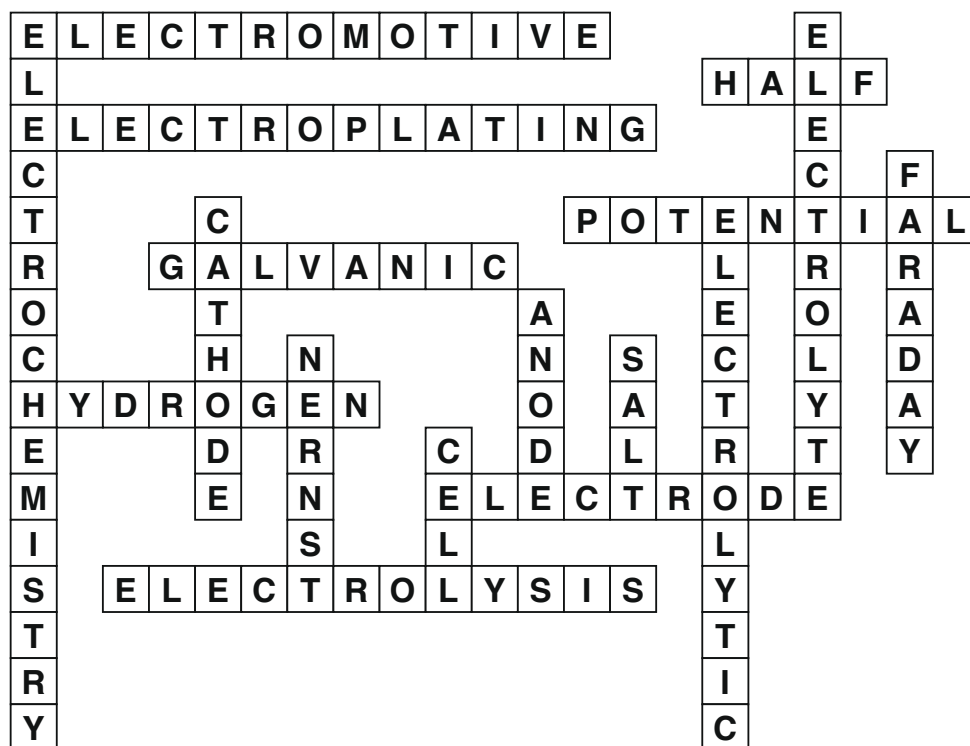 ELECTROMOTIVE
ELECTROCHEMISTRY
ELECTROLYTE
HALF
ELECTROPLATING
FARADAY
CATHODE
POTENTIAL
ELECTROLYTIC
GALVANIC
ANODE
NERNST
SALT
HYDROGEN
CELL
ELECTRODE
ELECTROLYSIS